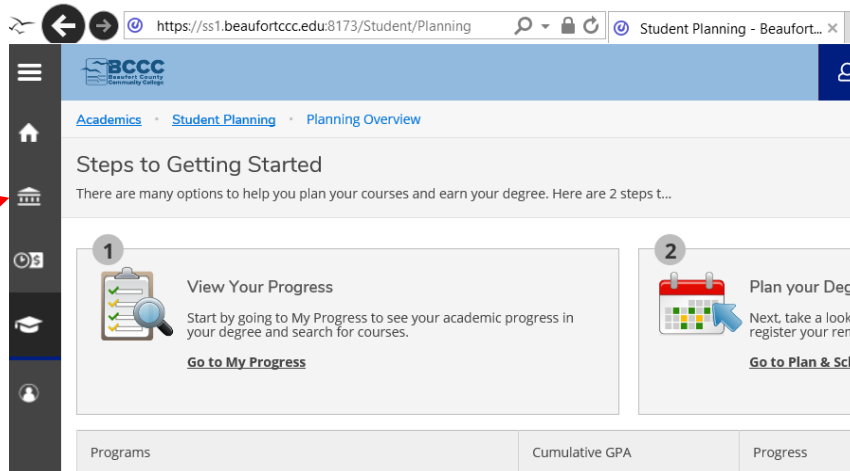 https://ss1.beaufortccc.edu:8173/Student/Planning
Student Planning - Beaufort...
BCCC
Beaufort County
Community College
Academics · Student Planning · Planning Overview
Steps to Getting Started
There are many options to help you plan your courses and earn your degree. Here are 2 steps t...
1
View Your Progress
Start by going to My Progress to see your academic progress in
your degree and search for courses.
Go to My Progress
2
Plan your Deg
Next, take a look
register your rem
Go to Plan & Sch
Programs
Cumulative GPA
Progress